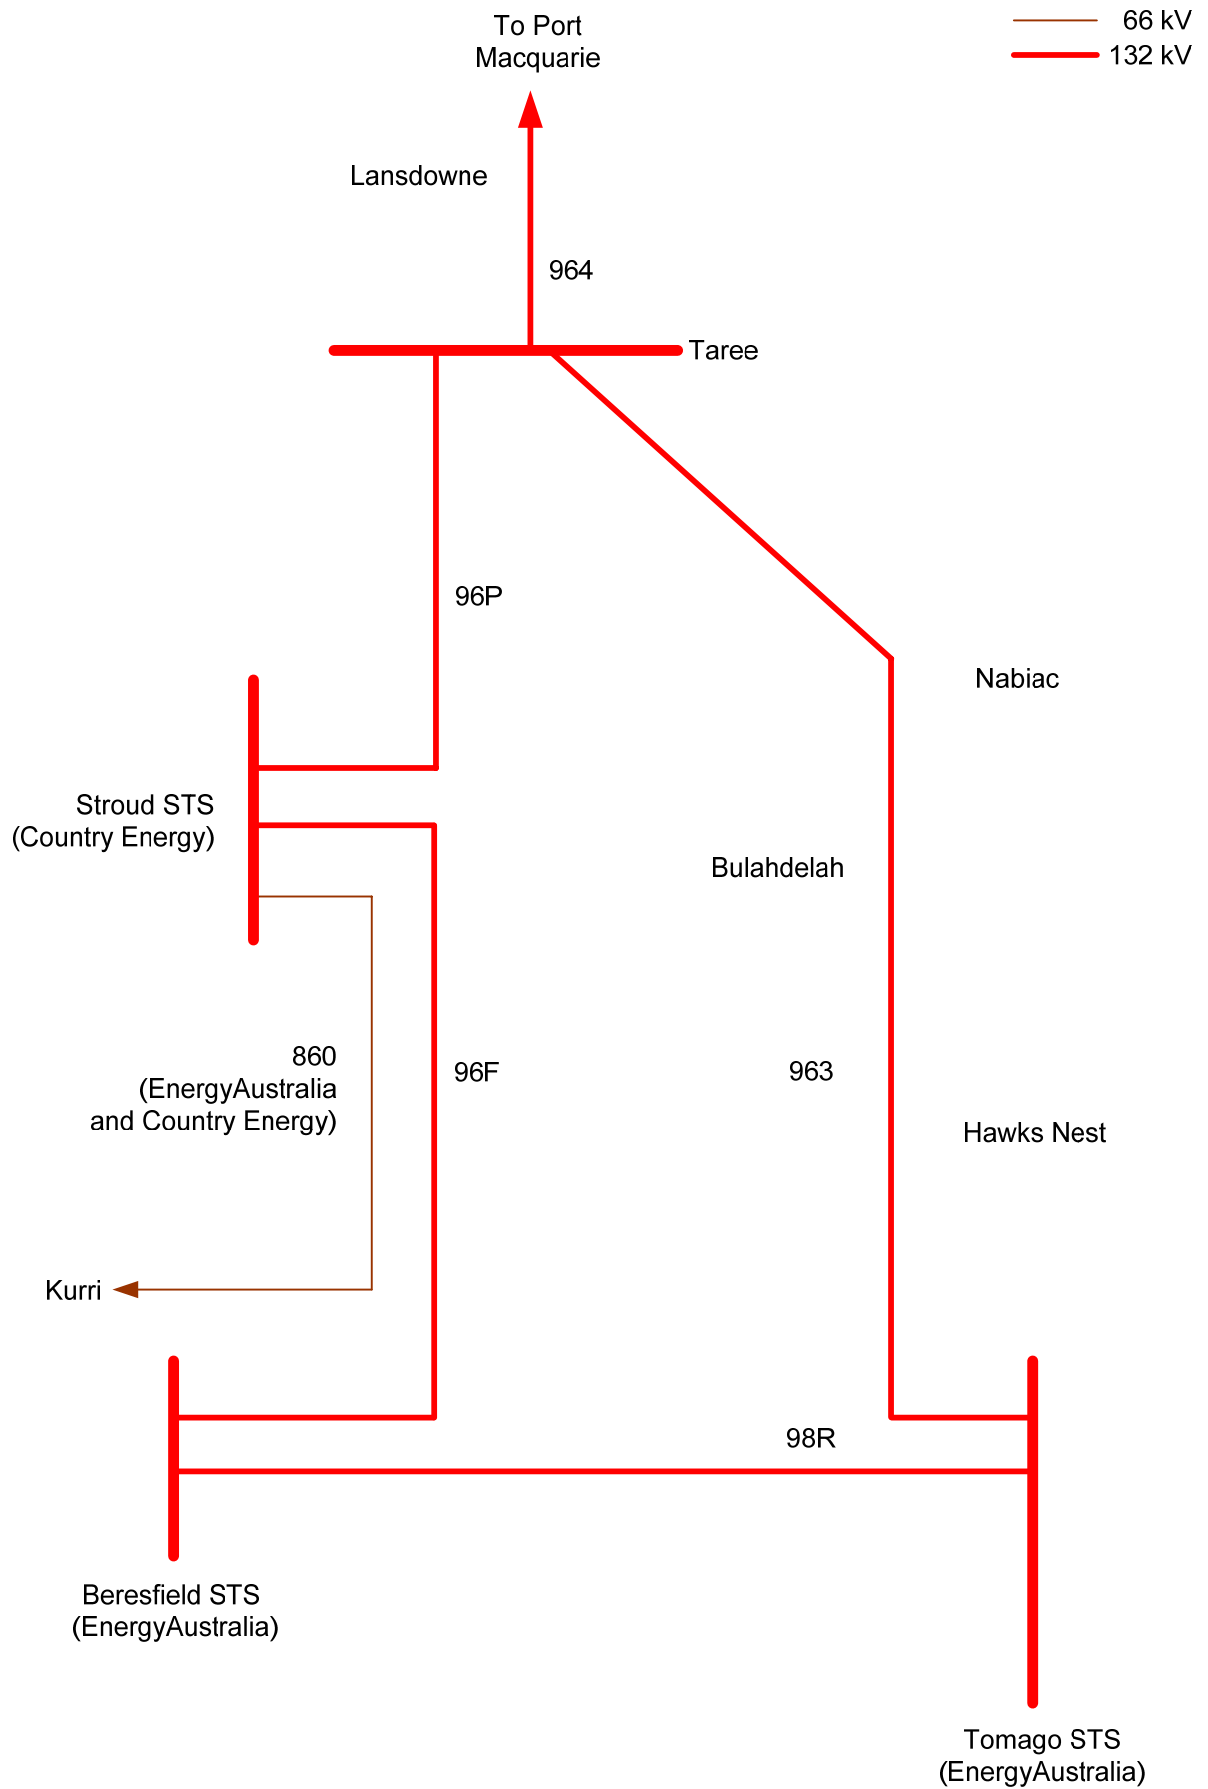 To Port
Macquarie
66 kV
132 kV
Lansdowne
964
Taree
96P
Nabiac
Stroud STS
(Country Energy)
Bulahdelah
860
(EnergyAustralia
and Country Energy)
96F
963
Hawks Nest
Kurri
98R
Beresfield STS
(EnergyAustralia)
Tomago STS
(EnergyAustralia)